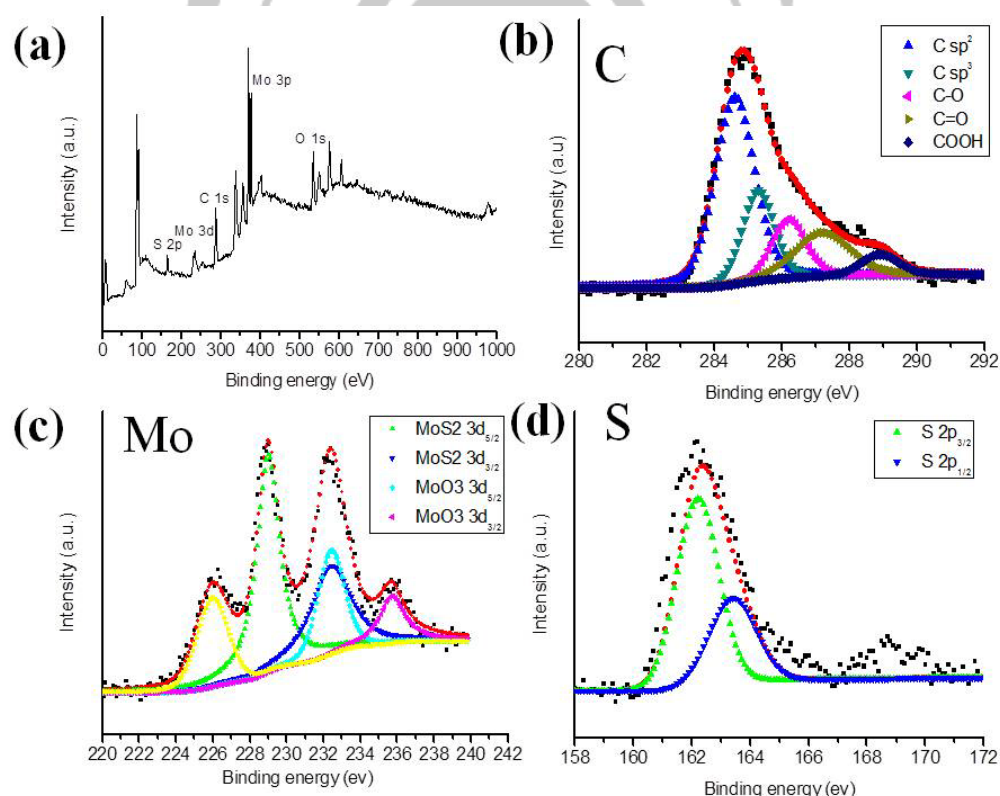 (a)
Intensity (a.u.)
Mo 3p
O 1s
C 1s
S 2p
Mo 3d
0 100 200 300 400 500 600 700 800 900 1000
Binding energy (eV)
(b)
C
C sp2
C sp3
C-O
C=O
COOH
Intensity (a.u)
280 282 284 286 288 290 292
Binding energy (eV)
(c)
Mo
MoS2 3d5/2
MoS2 3d3/2
MoO3 3d5/2
MoO3 3d3/2
Intensity (a.u.)
220 224 226 228 230 232 234 236 238 240 242
Binding energy (ev)
(d)
S
S 2p3/2
S 2p1/2
Intensity (a.u.)
158 160 162 164 166 168 170 172
Binding energy (ev)